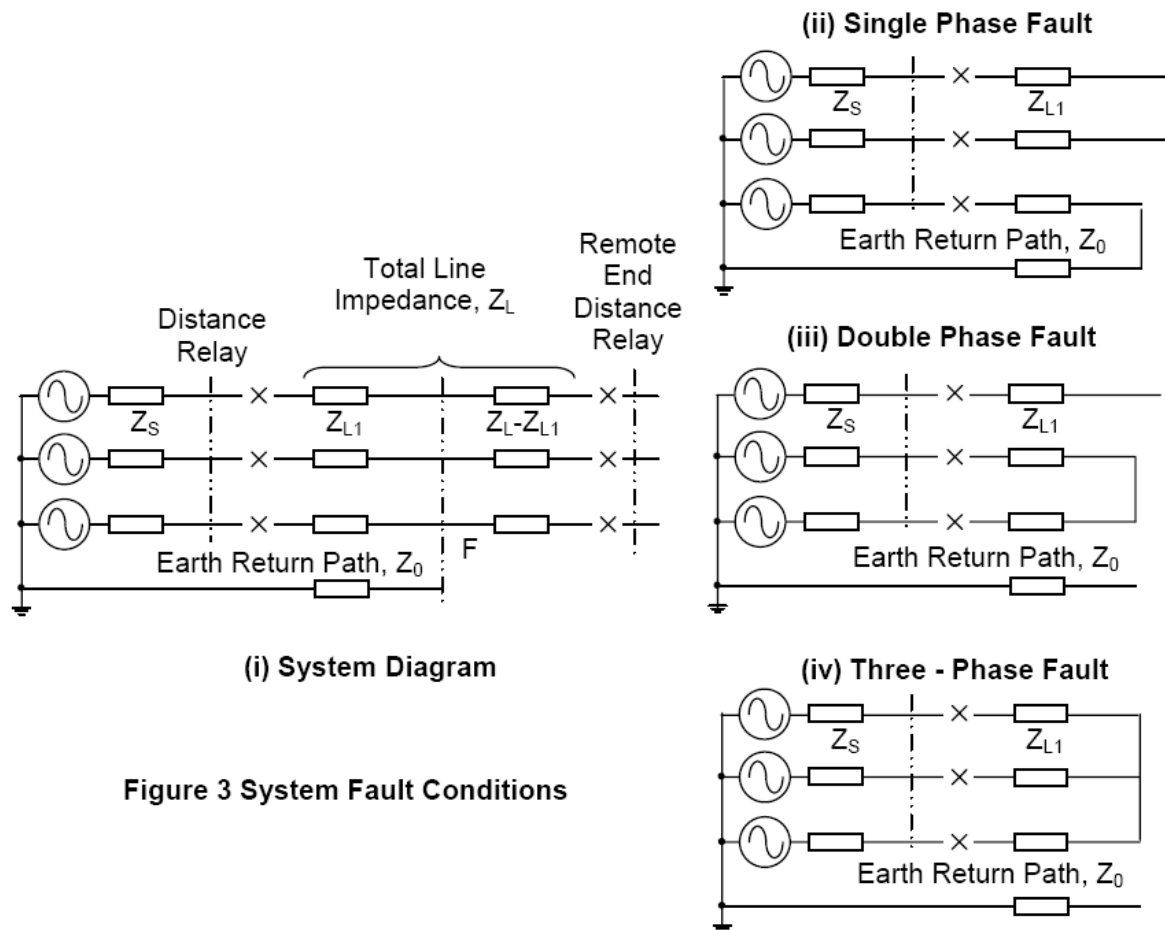 (ii) Single Phase Fault
Z_S
Z_L1
Earth Return Path, Z_0
Total Line
Impedance, Z_L
Distance
Relay
Remote
End
Distance
Relay
Z_S
Z_L1
Z_L-Z_L1
Earth Return Path, Z_0
F
(i) System Diagram
Figure 3 System Fault Conditions
(iii) Double Phase Fault
Z_S
Z_L1
Earth Return Path, Z_0
(iv) Three - Phase Fault
Z_S
Z_L1
Earth Return Path, Z_0